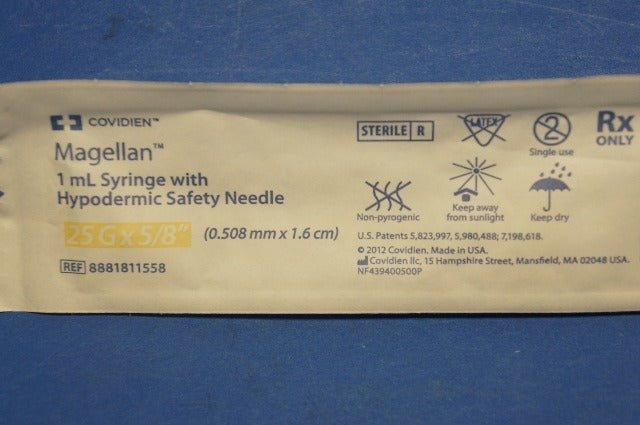 COVIDIEN™
Magellan™
1 mL Syringe with
Hypodermic Safety Needle
25 G x 5/8" (0.508 mm x 1.6 cm)
REF 8881811558
STERILE R
LATEX
2
Single use
Rx
ONLY
Non-pyrogenic
Keep away
from sunlight
Keep dry
U.S. Patents 5,823,997, 5,980,488; 7,198,618.
© 2012 Covidien. Made in USA.
Covidien llc, 15 Hampshire Street, Mansfield, MA 02048 USA.
NF439400500P